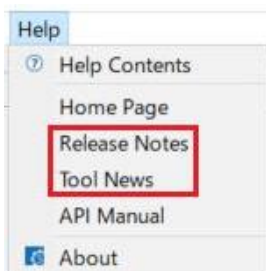 Help
Help Contents
Home Page
Release Notes
Tool News
API Manual
About